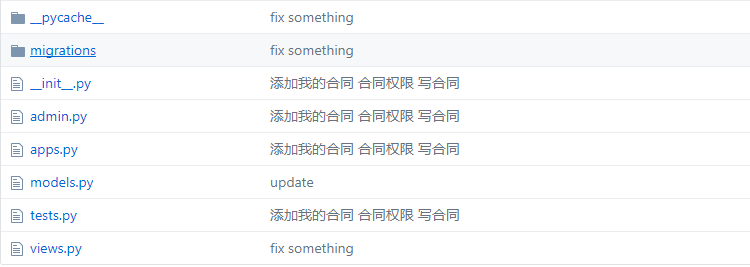 __pycache__ fix something
migrations fix something
__init__.py 添加我的合同 合同权限 写合同
admin.py 添加我的合同 合同权限 写合同
apps.py 添加我的合同 合同权限 写合同
models.py update
tests.py 添加我的合同 合同权限 写合同
views.py fix something